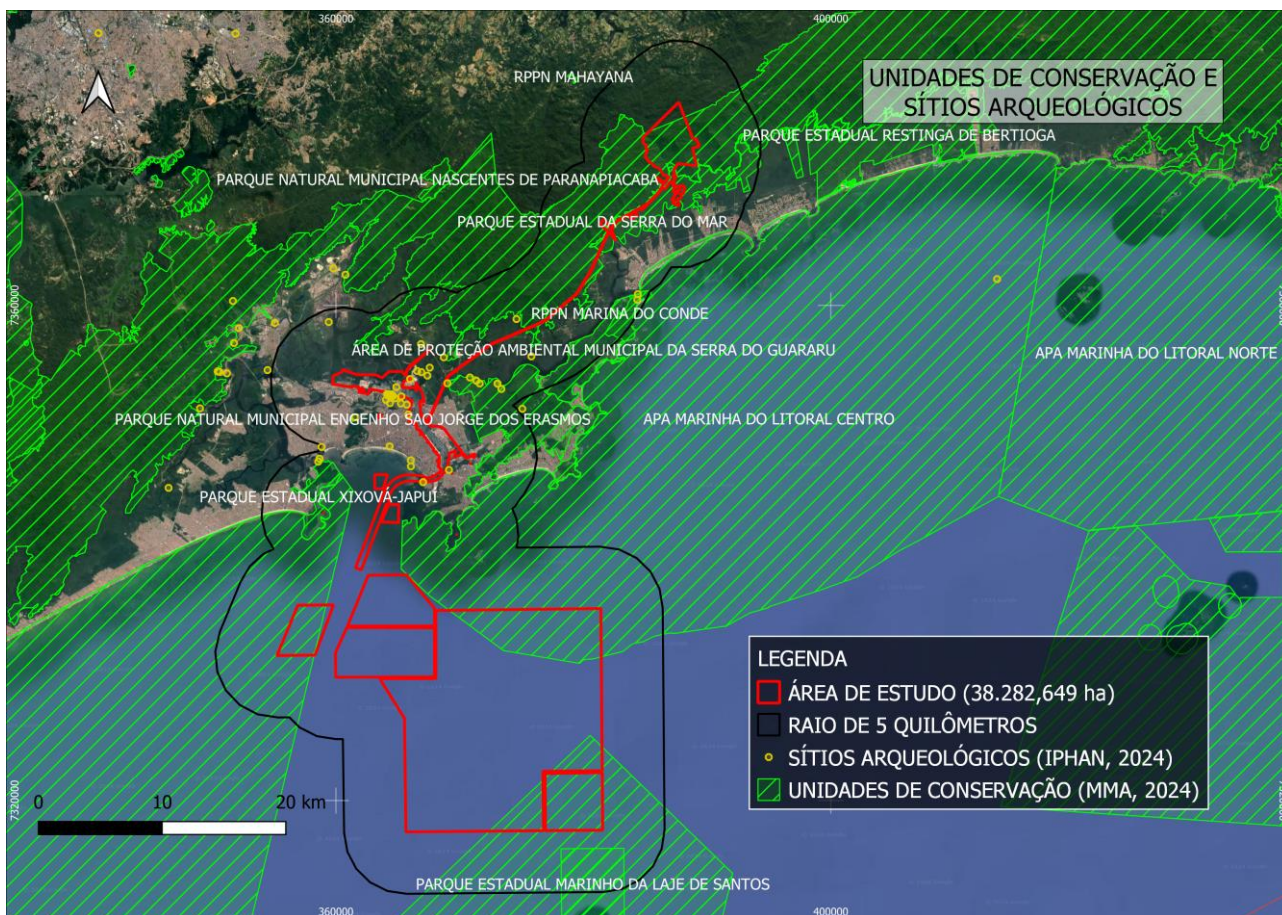 360000
400000
UNIDADES DE CONSERVAÇÃO E
SÍTIOS ARQUEOLÓGICOS
RPPN MAHAYANA
PARQUE ESTADUAL RESTINGA DE BERTIOGA
PARQUE NATURAL MUNICIPAL NASCENTES DE PARANAPIACABA
PARQUE ESTADUAL DA SERRA DO MAR
7360000
RPPN MARINA DO CONDE
ÁREA DE PROTEÇÃO AMBIENTAL MUNICIPAL DA SERRA DO GUARARU
APA MARINHA DO LITORAL NORTE
PARQUE NATURAL MUNICIPAL ENGENHO SÃO JORGE DOS ERASMOS
APA MARINHA DO LITORAL CENTRO
PARQUE ESTADUAL XIXOVÁ-JAPUÍ
LEGENDA
ÁREA DE ESTUDO (38.282,649 ha)
RAIO DE 5 QUILÔMETROS
SÍTIOS ARQUEOLÓGICOS (IPHAN, 2024)
UNIDADES DE CONSERVAÇÃO (MMA, 2024)
7320000
0 10 20 km
PARQUE ESTADUAL MARINHO DA LAJE DE SANTOS
360000
400000